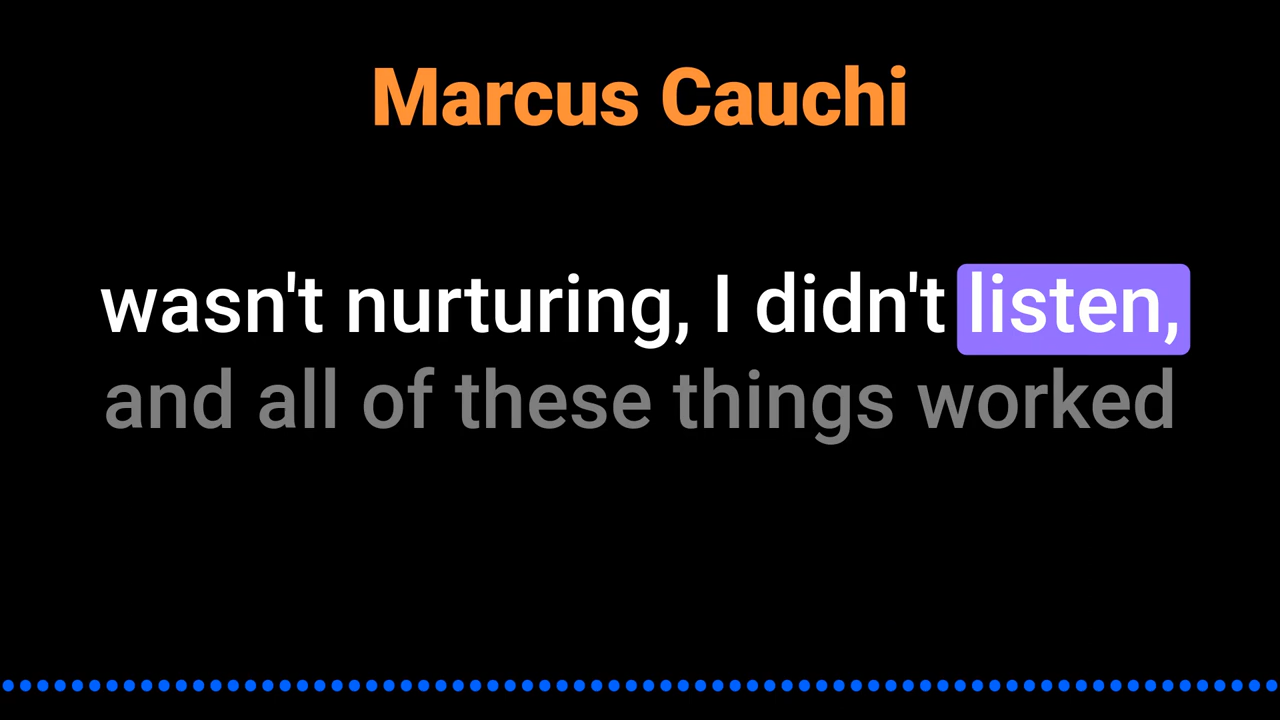 Marcus Cauchi
wasn't nurturing, I didn't listen,
and all of these things worked